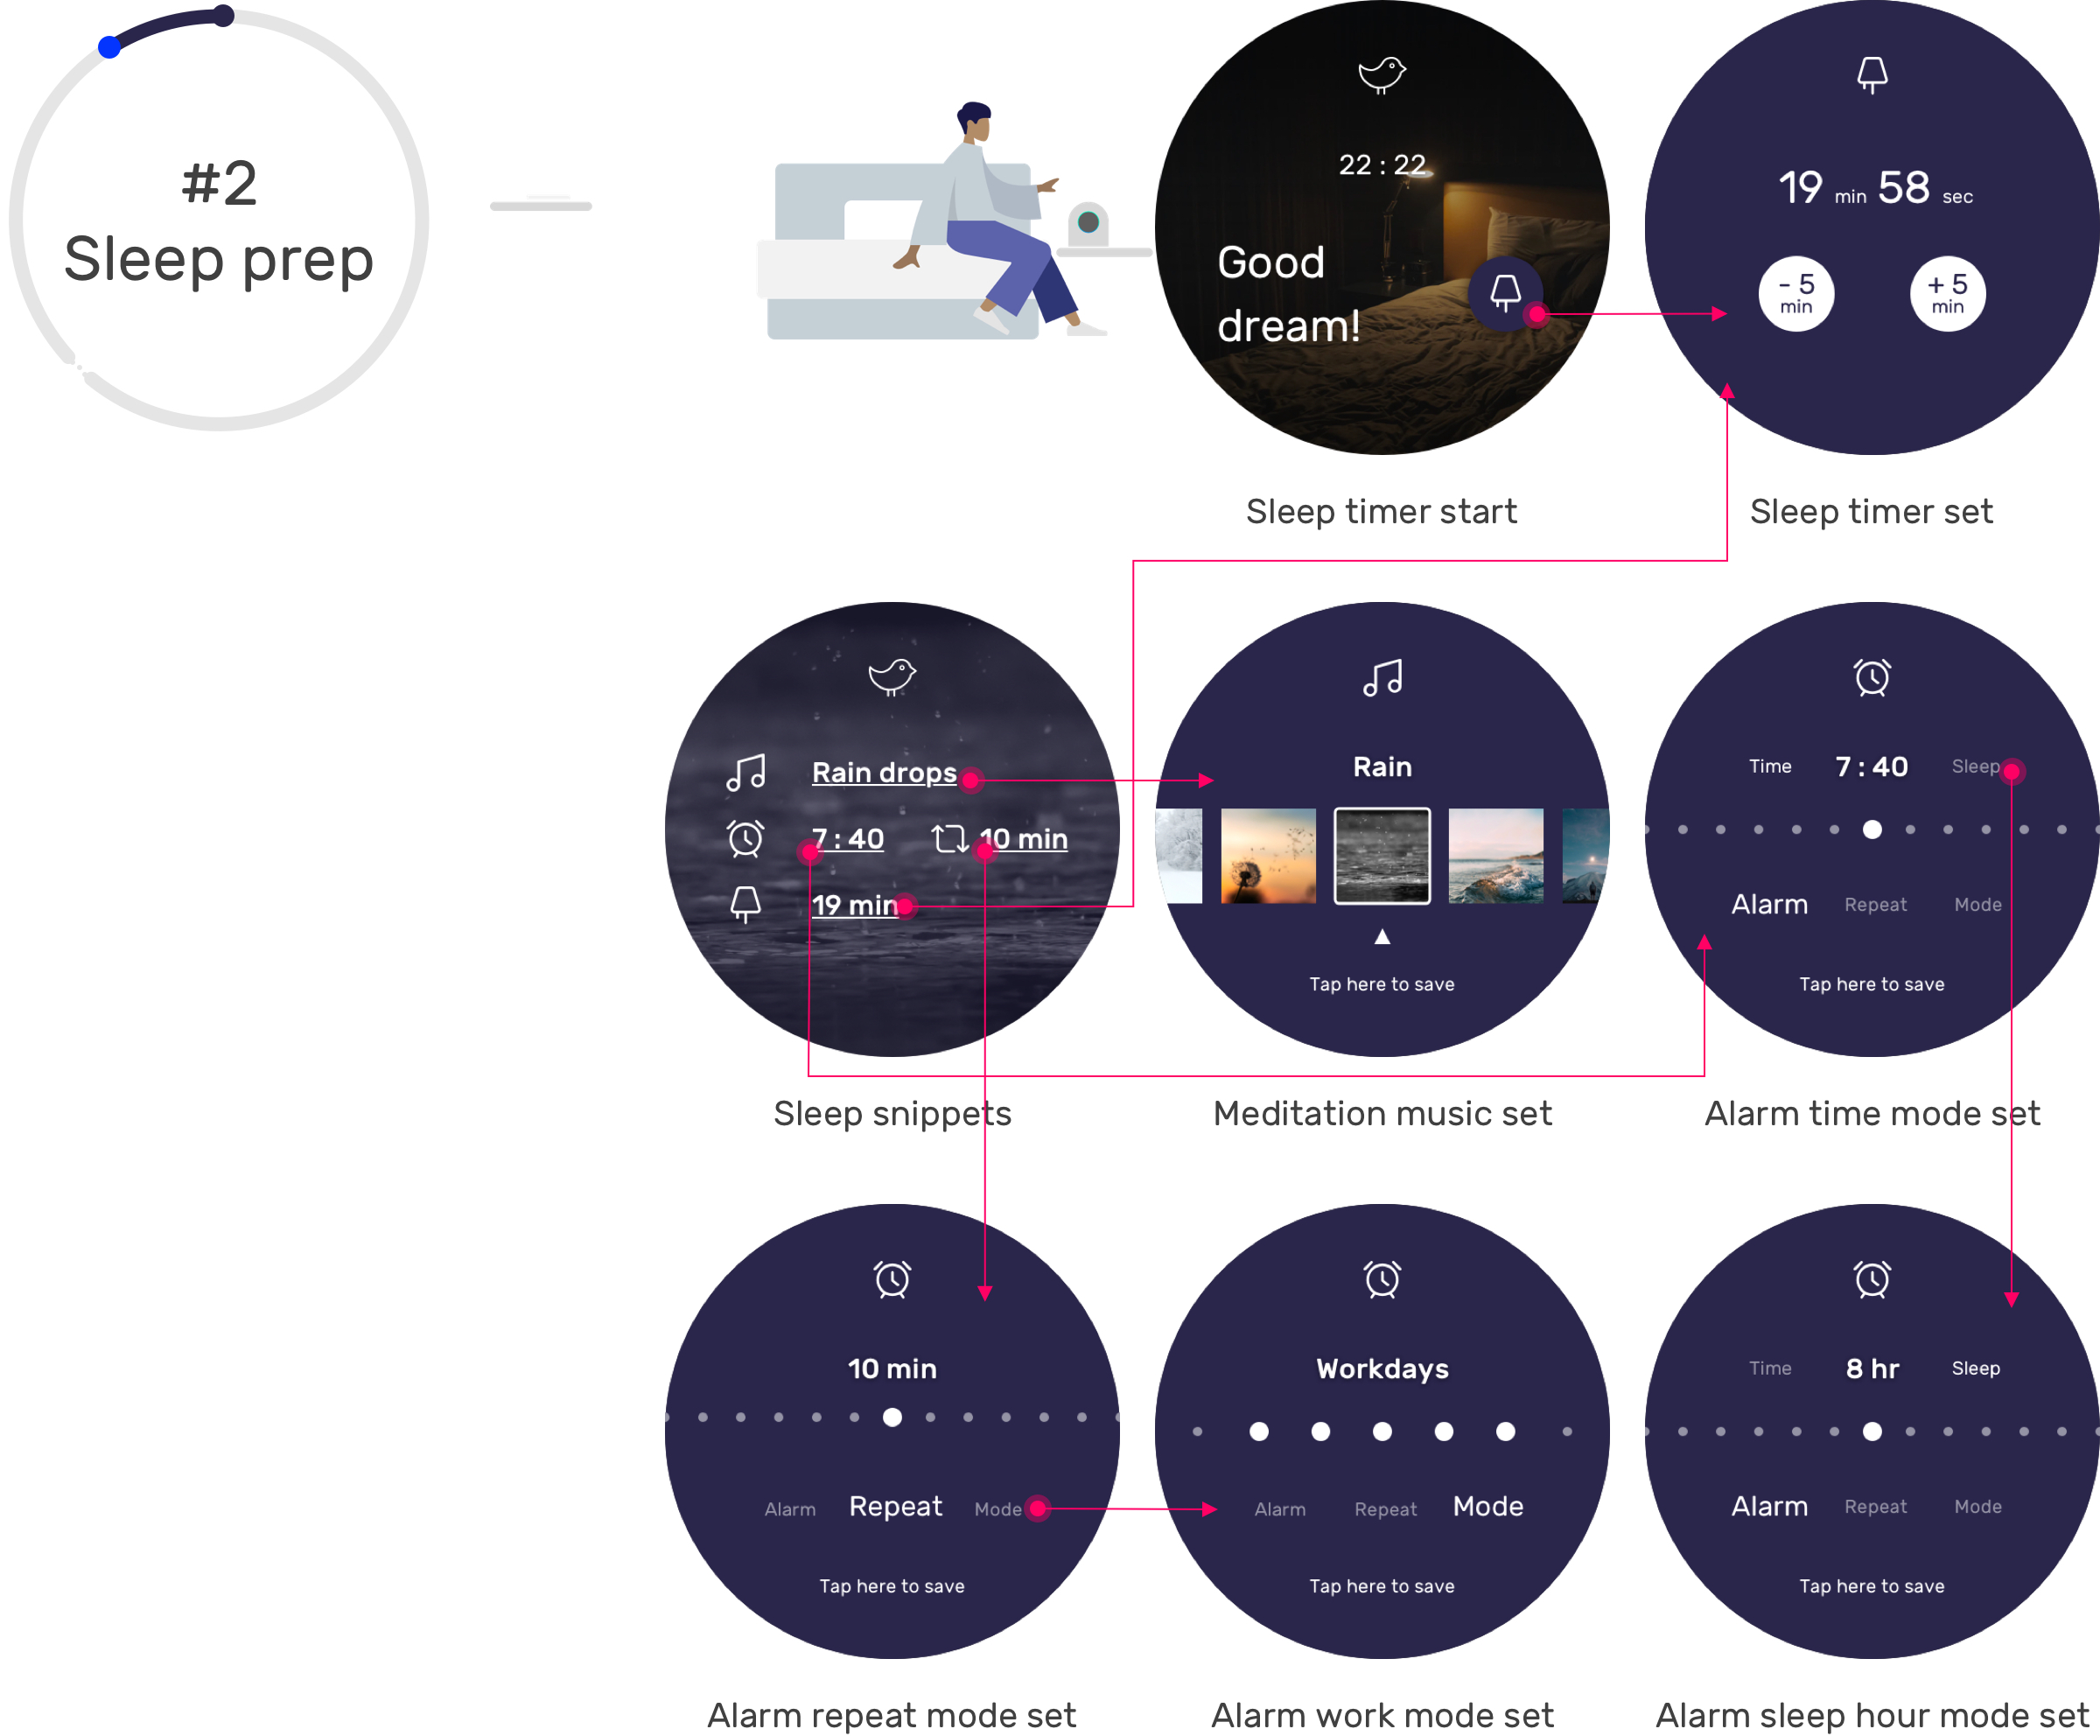 #2
Sleep prep
22 : 22
Good
dream!
19 min 58 sec
- 5
min
+ 5
min
Sleep timer start
Sleep timer set
Rain drops
7 : 40
10 min
19 min
Rain
Tap here to save
Time 7 : 40 Sleep
Alarm Repeat Mode
Tap here to save
Sleep snippets
Meditation music set
Alarm time mode set
10 min
Alarm Repeat Mode
Tap here to save
Workdays
Alarm Repeat Mode
Tap here to save
Time 8 hr Sleep
Alarm Repeat Mode
Tap here to save
Alarm repeat mode set
Alarm work mode set
Alarm sleep hour mode set